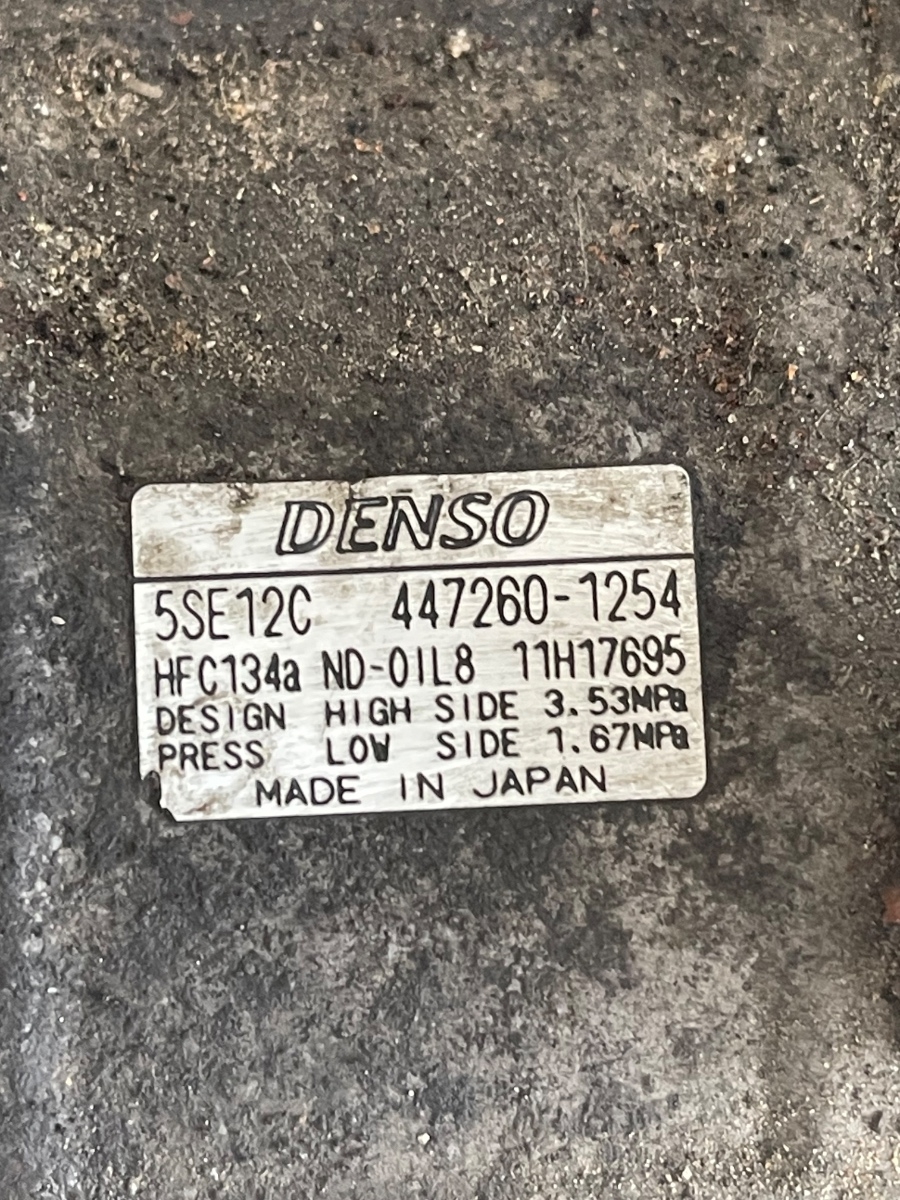 DENSO
5SE12C 447260-1254
HFC134a ND-OIL8 11H17695
DESIGN HIGH SIDE 3.53MPa
PRESS LOW SIDE 1.67MPa
MADE IN JAPAN